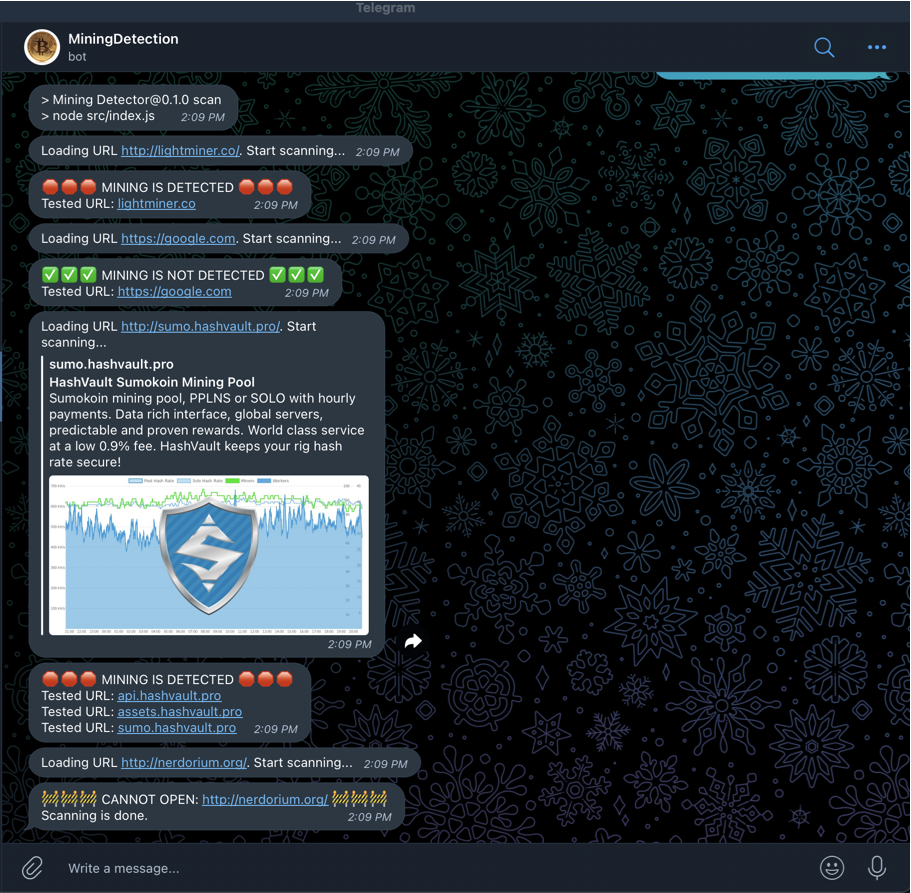 Telegram
MiningDetection
bot
> Mining Detector@0.1.0 scan
> node src/index.js 2:09 PM
Loading URL http://lightminer.co/. Start scanning... 2:09 PM
🛑🛑🛑 MINING IS DETECTED 🛑🛑🛑
Tested URL: lightminer.co 2:09 PM
Loading URL https://google.com. Start scanning... 2:09 PM
✅✅✅ MINING IS NOT DETECTED ✅✅✅
Tested URL: https://google.com 2:09 PM
Loading URL http://sumo.hashvault.pro/. Start
scanning...
sumo.hashvault.pro
HashVault Sumokoin Mining Pool
Sumokoin mining pool, PPLNS or SOLO with hourly
payments. Data rich interface, global servers,
predictable and proven rewards. World class service
at a low 0.9% fee. HashVault keeps your rig hash
rate secure!
Pool Hash Rate Solo Hash Rate Miners Workers
2:09 PM
🛑🛑🛑 MINING IS DETECTED 🛑🛑🛑
Tested URL: api.hashvault.pro
Tested URL: assets.hashvault.pro
Tested URL: sumo.hashvault.pro 2:09 PM
Loading URL http://nerdorium.org/. Start scanning... 2:09 PM
🚧🚧🚧 CANNOT OPEN: http://nerdorium.org/ 🚧🚧🚧
Scanning is done. 2:09 PM
Write a message...